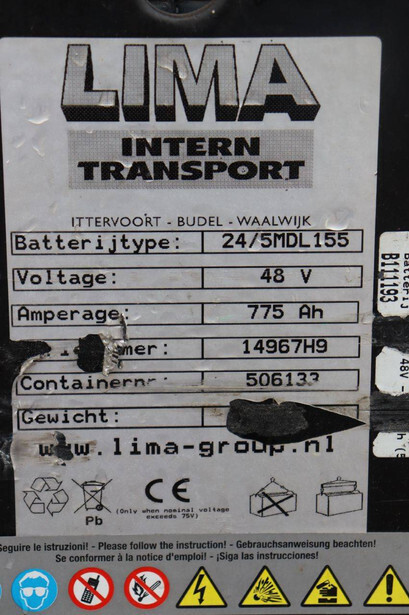 LIMA
INTERN
TRANSPORT
ITTERVOORT - BUDEL - WAALWIJK
Batterijtype: 24/5MDL155
Voltage: 48 V
Amperage: 775 Ah
14967H9
Containernr 506133
Gewicht:
www.lima-group.nl
Pb
CE
(Only when nominal voltage
exceeds 75V)
B111193
48V -
Seguire le istruzioni! - Please follow the instruction! - Gebrauchsanweisung beachten!
Se conformer à la notice d'emploi! - ¡Siga las instrucciones!